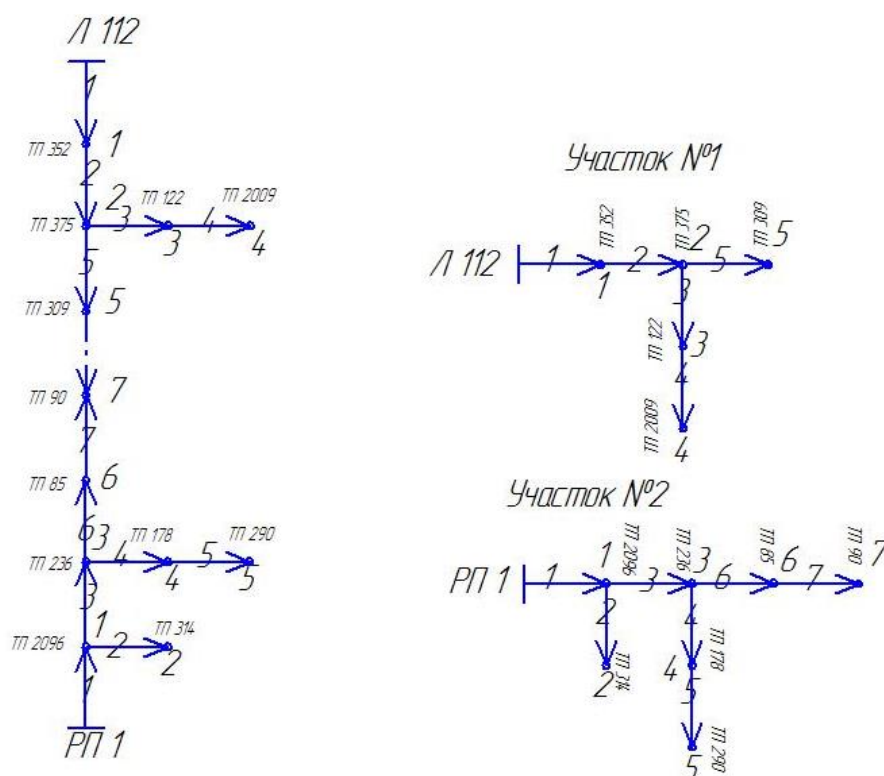 Л 112
1
ТП 352 1
2
2 ТП 122 ТП 2009
ТП 375 3 4
3 4
5
ТП 309 5
ТП 90 7
7
ТП 85 6
6 3 ТП 178 ТП 290
ТП 236 4 5
4 5
3
1 ТП 314
ТП 2096 2
2
1
РП 1
Участок №1
ТП 352 ТП 375 ТП 309
2 5
Л 112 1 2 5
1 3
ТП 122 3
4
ТП 2009
4
Участок №2
1 ТП 2096 ТП 236 3 ТП 85 6 ТП 90 7
РП 1 1 3 6 7
2 4
2 ТП 314 4 ТП 178
5
5 ТП 290